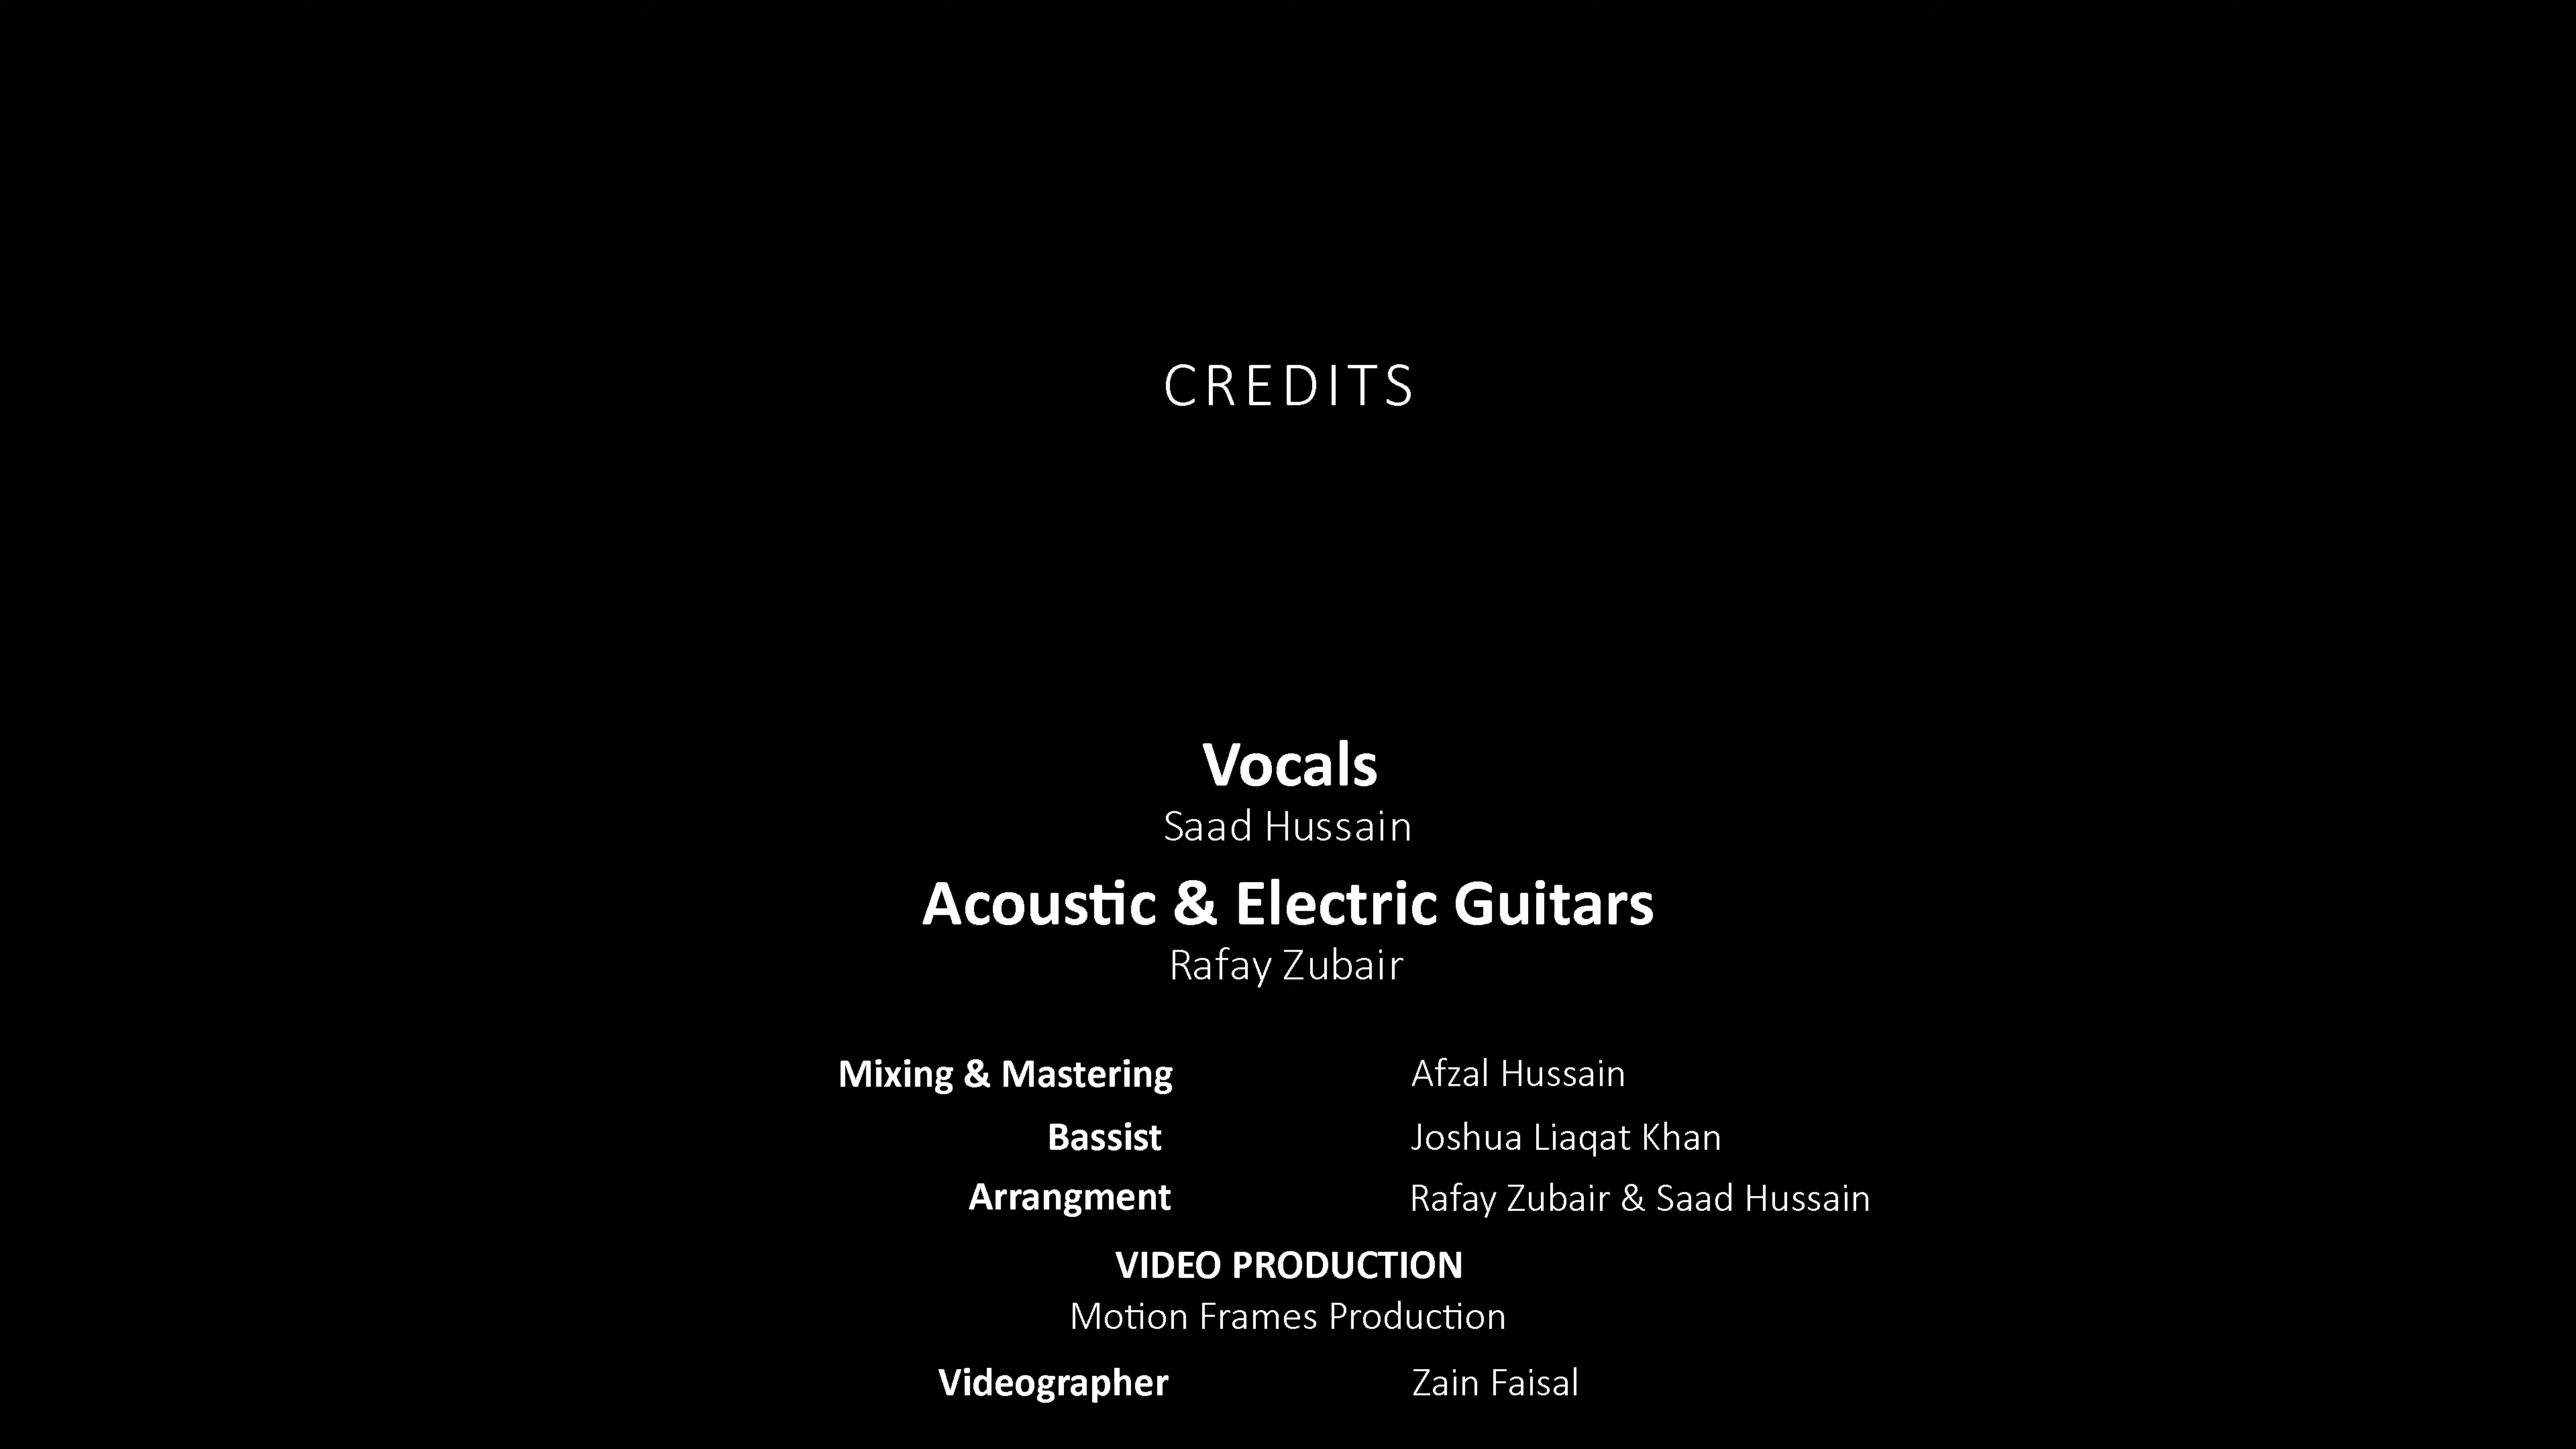 CREDITS
Vocals
Saad Hussain
Acoustic & Electric Guitars
Rafay Zubair
Mixing & Mastering Afzal Hussain
Bassist Joshua Liaqat Khan
Arrangment Rafay Zubair & Saad Hussain
VIDEO PRODUCTION
Motion Frames Production
Videographer Zain Faisal